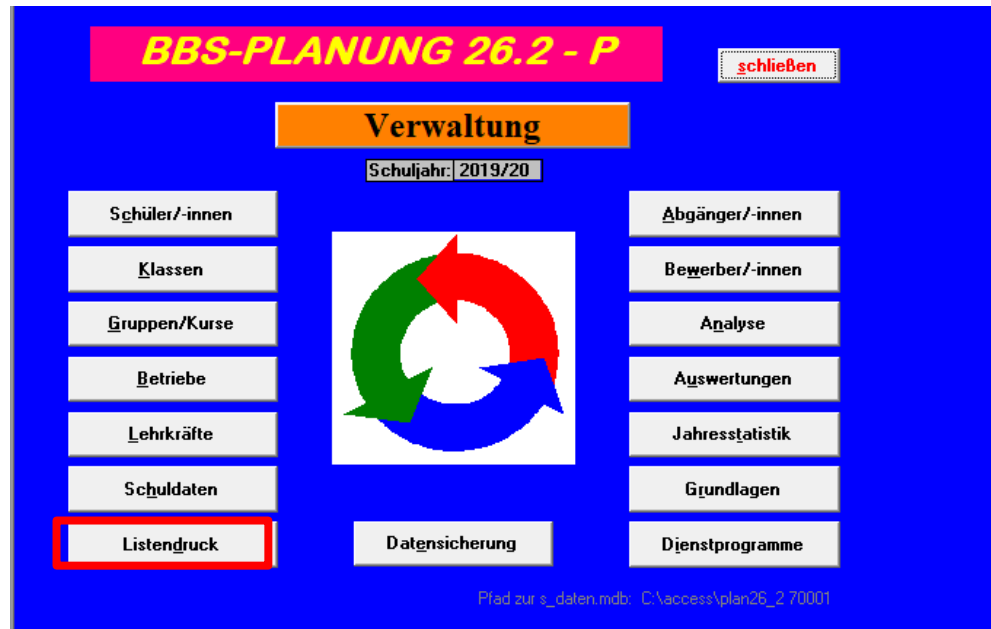 BBS-PLANUNG 26.2 - P
schließen
Verwaltung
Schuljahr: 2019/20
Schüler/-innen
Abgänger/-innen
Klassen
Bewerber/-innen
Gruppen/Kurse
Analyse
Betriebe
Auswertungen
Lehrkräfte
Jahresstatistik
Schuldaten
Grundlagen
Listendruck
Datensicherung
Dienstprogramme
Pfad zur s_daten.mdb: C:\access\plan26_2 70001